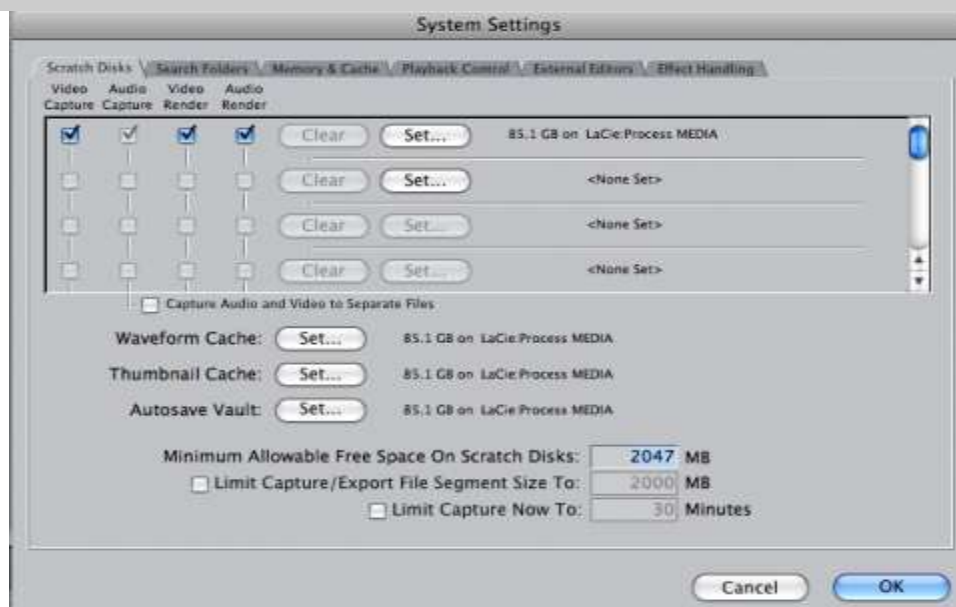 System Settings
Scratch Disks Search Folders Memory & Cache Playback Control External Editors Effect Handling
Video Audio Video Audio
Capture Capture Render Render
Clear Set... 85.1 GB on LaCie:Process MEDIA
Clear Set... <None Set>
Clear Set... <None Set>
Clear Set... <None Set>
Capture Audio and Video to Separate Files
Waveform Cache: Set... 85.1 GB on LaCie:Process MEDIA
Thumbnail Cache: Set... 85.1 GB on LaCie:Process MEDIA
Autosave Vault: Set... 85.1 GB on LaCie:Process MEDIA
Minimum Allowable Free Space On Scratch Disks: 2047 MB
Limit Capture/Export File Segment Size To: 2000 MB
Limit Capture Now To: 30 Minutes
Cancel OK